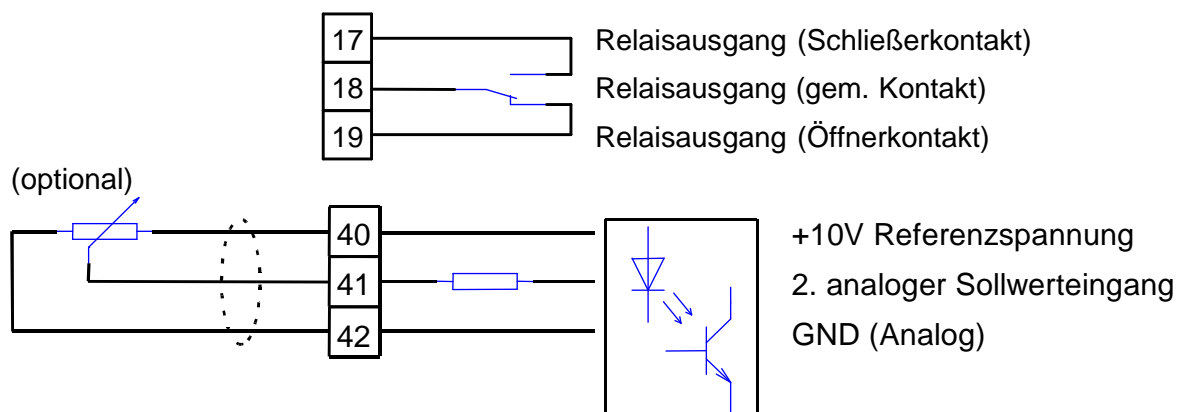 17 Relaisausgang (Schließerkontakt)
18 Relaisausgang (gem. Kontakt)
19 Relaisausgang (Öffnerkontakt)
(optional)
40 +10V Referenzspannung
41 2. analoger Sollwerteingang
42 GND (Analog)